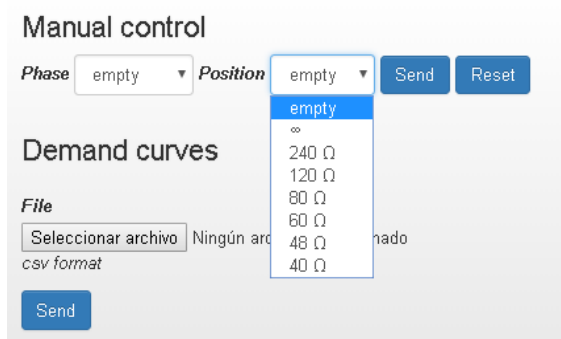 Manual control
Phase empty Position empty Send Reset
empty
∞
240 Ω
120 Ω
80 Ω
60 Ω
48 Ω
40 Ω
Demand curves
File
Seleccionar archivo Ningún
csv format
Send